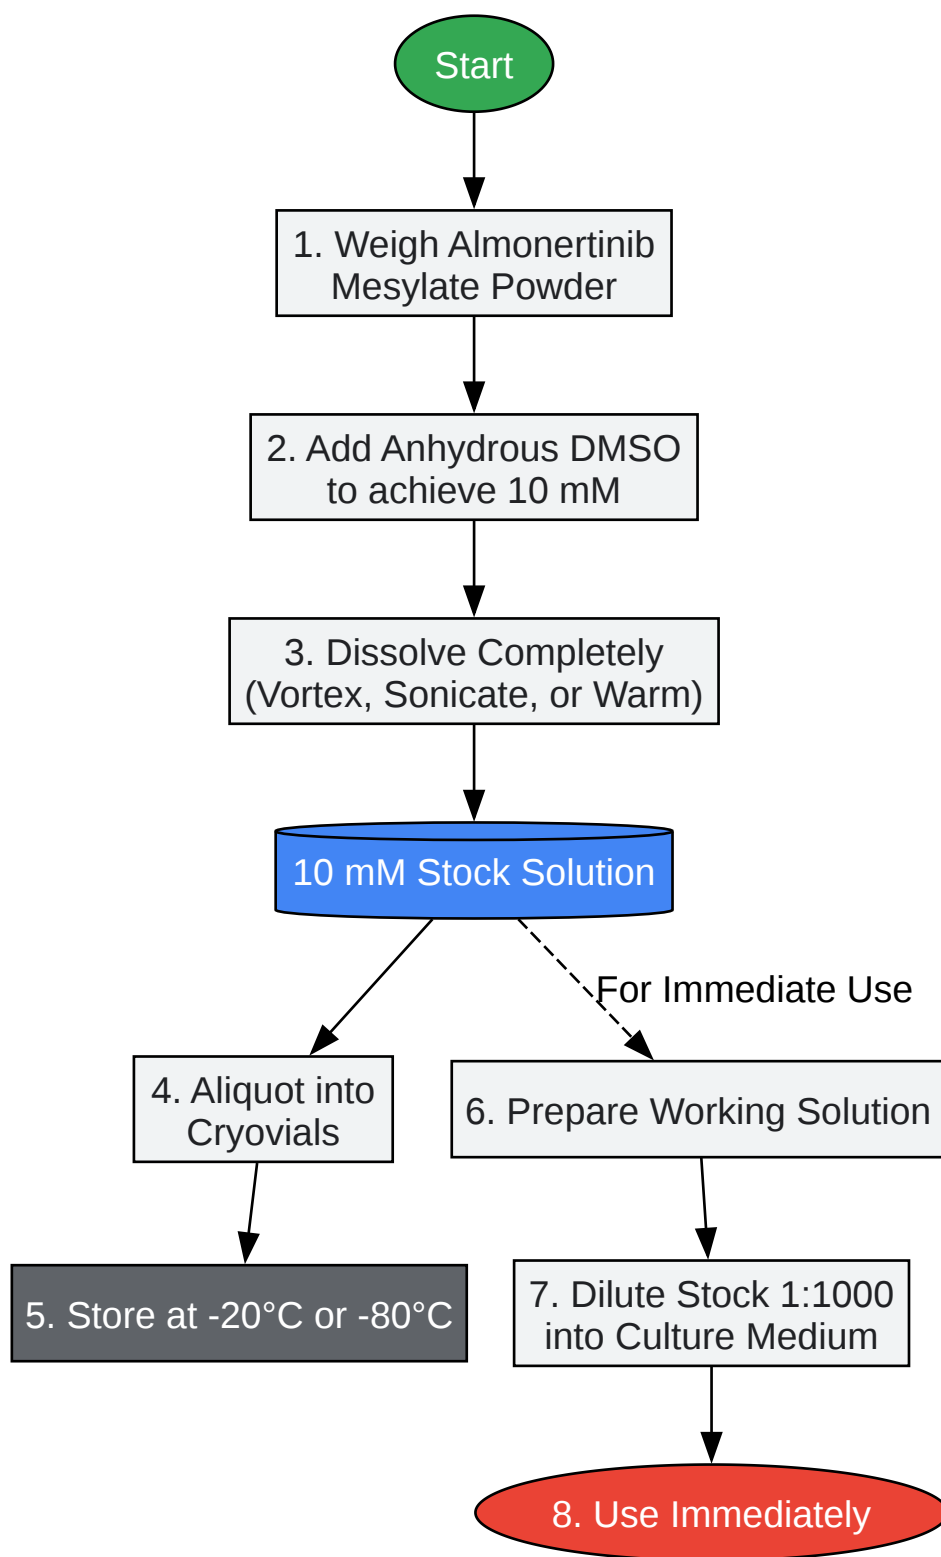 Start
1. Weigh Almonertinib
Mesylate Powder
2. Add Anhydrous DMSO
to achieve 10 mM
3. Dissolve Completely
(Vortex, Sonicate, or Warm)
10 mM Stock Solution
For Immediate Use
4. Aliquot into
Cryovials
6. Prepare Working Solution
5. Store at -20°C or -80°C
7. Dilute Stock 1:1000
into Culture Medium
8. Use Immediately